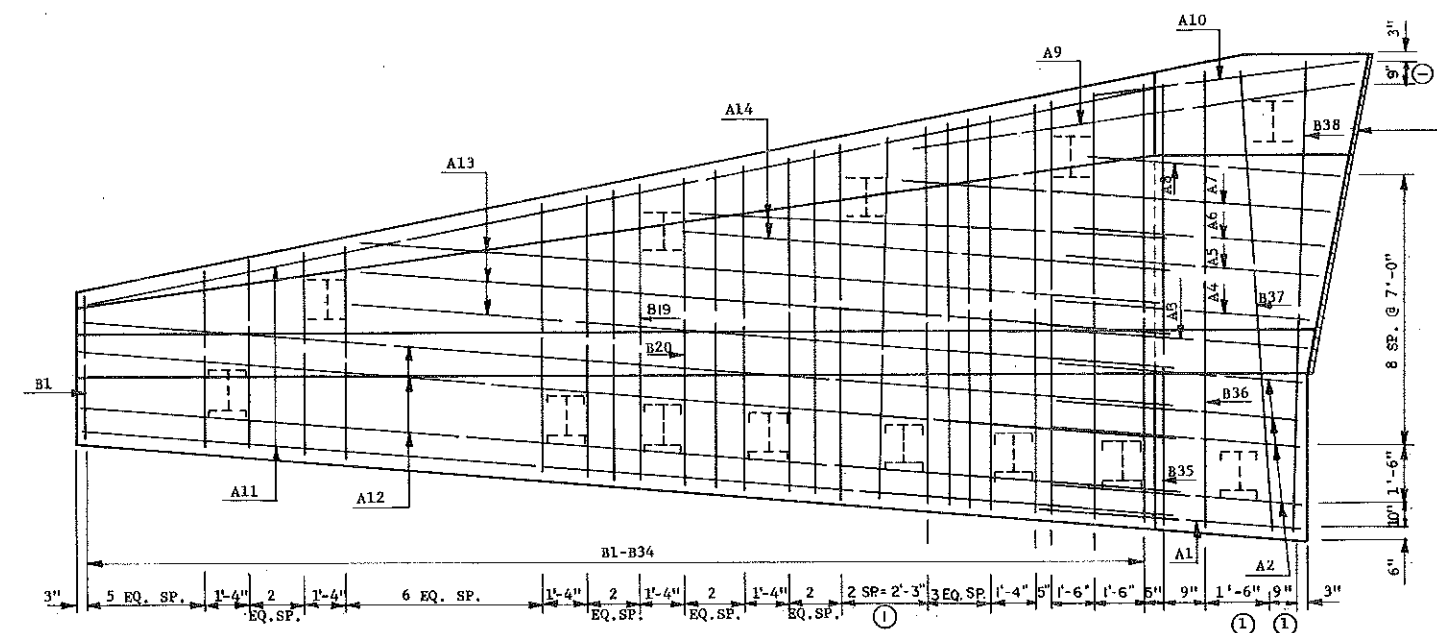 A10
3"
A9
9"
1
A14
B38
A13
A8
A7
A6
A5
A4
A3
B37
B19
B20
8 SP. @ 7'-0"
B1
B36
B35
1'-6"
10"
6"
A11
A12
A1
A2
B1-B34
3"
5 EQ. SP.
1'-4"
2
EQ.SP.
1'-4"
6 EQ. SP.
1'-4"
2
EQ.SP.
1'-4"
2
EQ.SP.
1'-4"
2
EQ.SP.
2 SP.= 2'-3"
1
3 EQ.SP.
1'-4"
5"
1'-6"
1'-6"
6"
9"
1'-6"
1
9"
1
3"